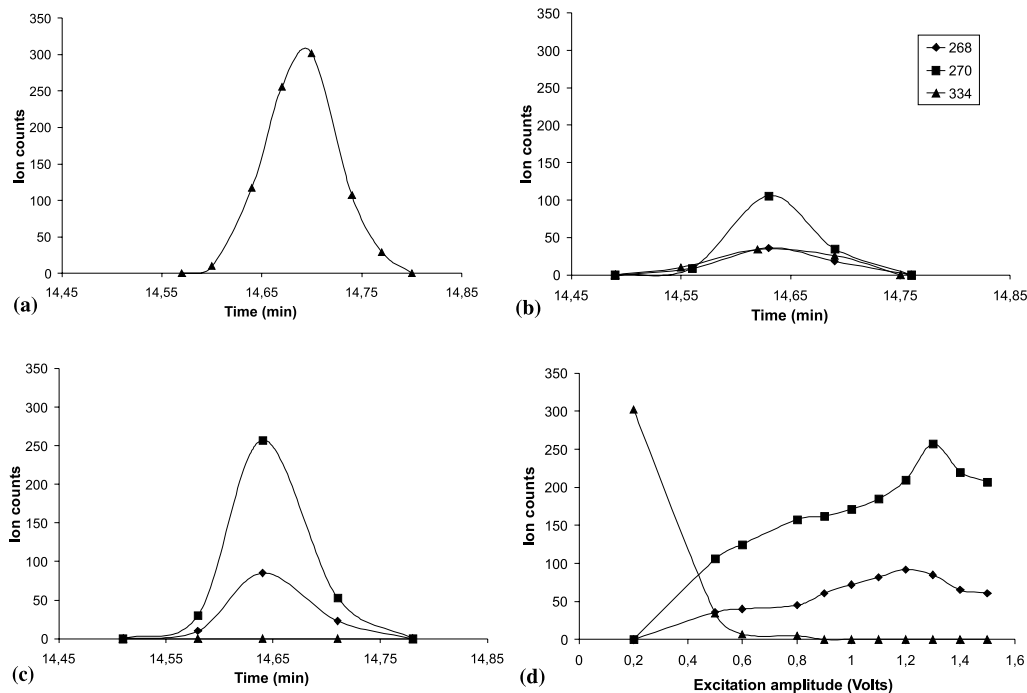 350
300
250
200
150
100
50
0
Ion counts
14,45 14,55 14,65 14,75 14,85
Time (min)
(a)
350
300
250
200
150
100
50
0
Ion counts
268
270
334
14,45 14,55 14,65 14,75 14,85
Time (min)
(b)
350
300
250
200
150
100
50
0
Ion counts
14,45 14,55 14,65 14,75 14,85
Time (min)
(c)
350
300
250
200
150
100
50
0
Ion counts
0 0,2 0,4 0,6 0,8 1 1,2 1,4 1,6
Excitation amplitude (Volts)
(d)